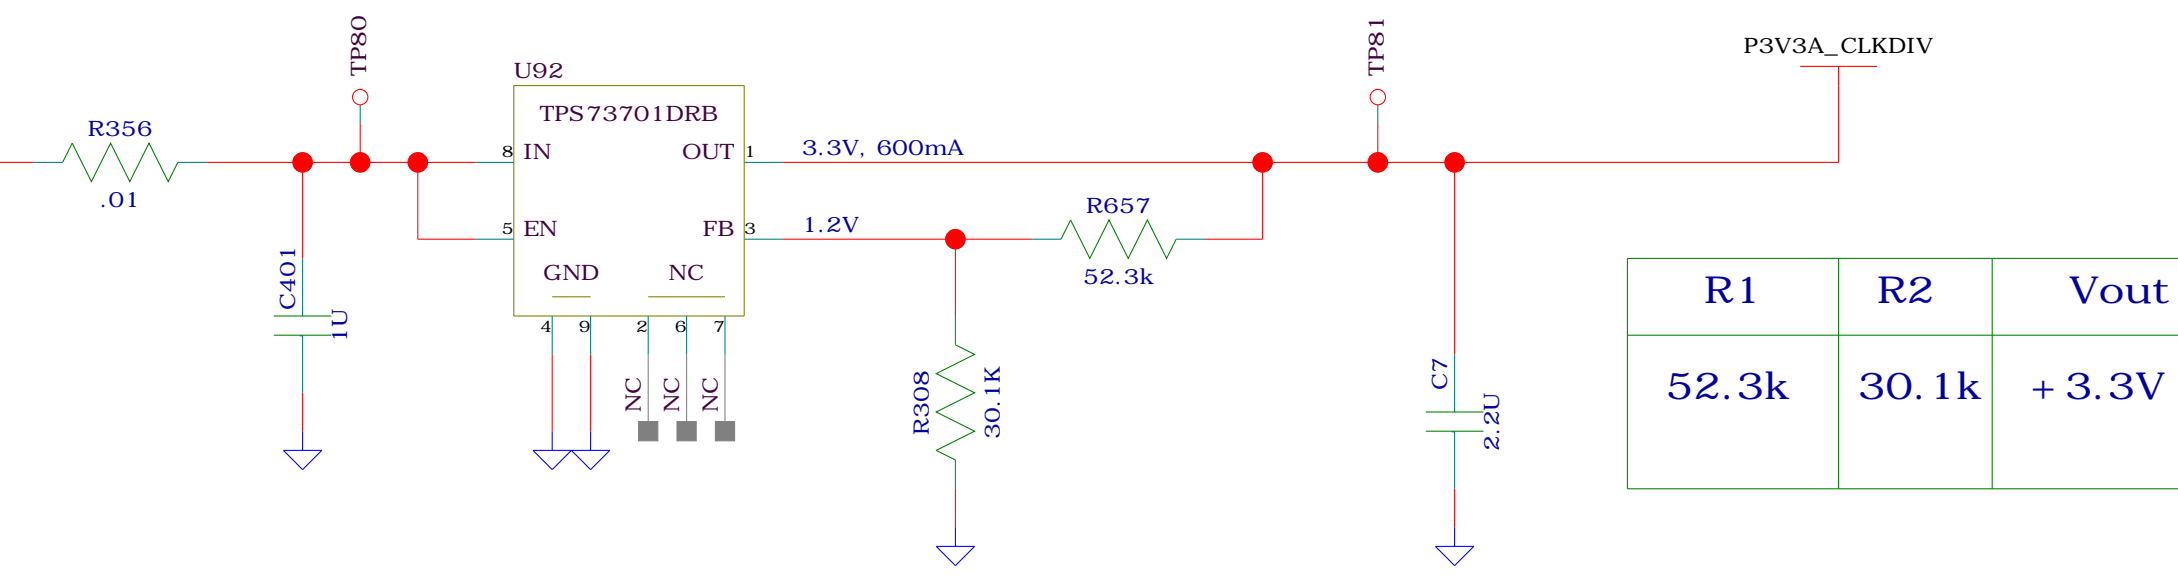 TP80
TP81
P3V3A_CLKDIV
U92
TPS73701DRB
R356
.01
8 IN
OUT 1
3.3V, 600mA
5 EN
FB 3
1.2V
R657
52.3k
GND
NC
C401
1U
4
9
2
6
7
NC
NC
NC
R308
30.1K
C7
2.2U
R1 R2 Vout
52.3k 30.1k +3.3V